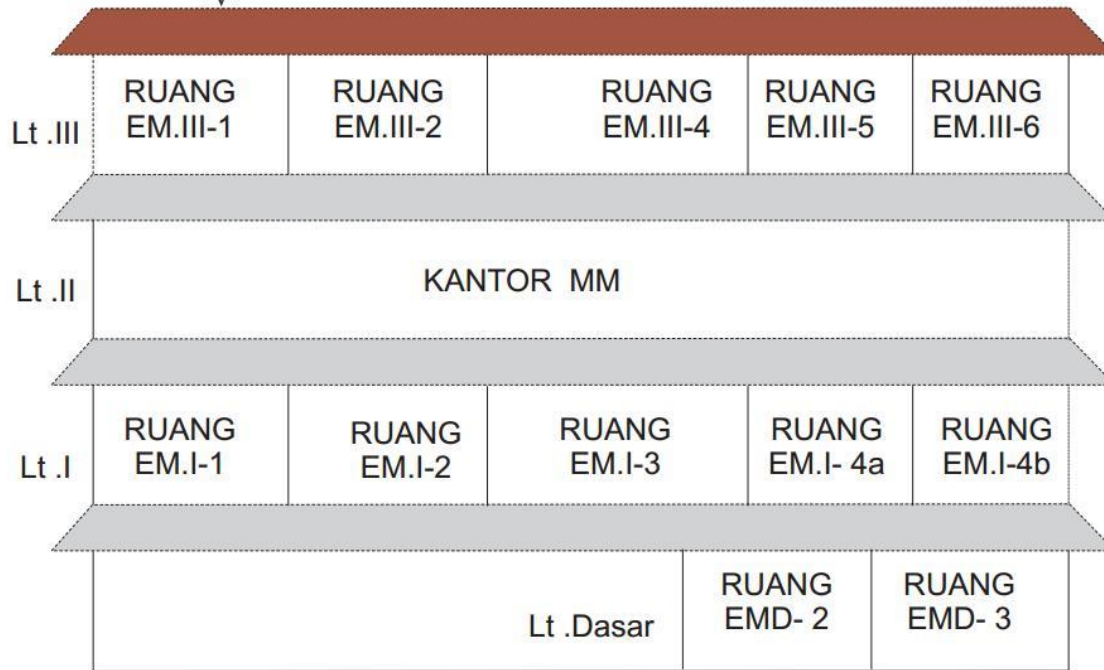 Lt .III
RUANG
EM.III-1
RUANG
EM.III-2
RUANG
EM.III-4
RUANG
EM.III-5
RUANG
EM.III-6
Lt .II
KANTOR MM
Lt .I
RUANG
EM.I-1
RUANG
EM.I-2
RUANG
EM.I-3
RUANG
EM.I- 4a
RUANG
EM.I-4b
Lt .Dasar
RUANG
EMD- 2
RUANG
EMD- 3